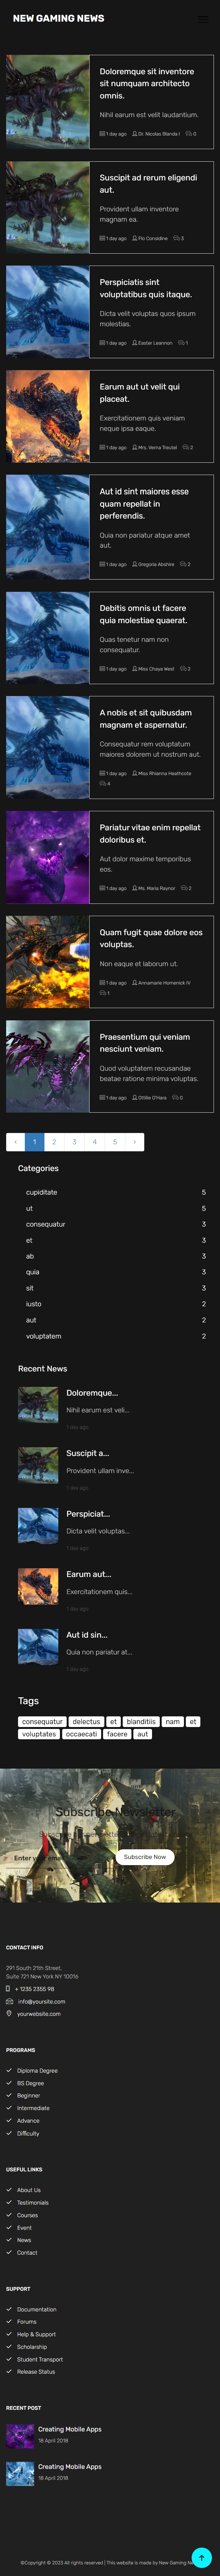 NEW GAMING NEWS
Doloremque sit inventore
sit numquam architecto
omnis.
Nihil earum est velit laudantium.
1 day ago Dr. Nicolas Blanda I 0
Suscipit ad rerum eligendi
aut.
Provident ullam inventore
magnam ea.
1 day ago Pio Considine 3
Perspiciatis sint
voluptatibus quis itaque.
Dicta velit voluptas quos ipsum
molestias.
1 day ago Easter Leannon 1
Earum aut ut velit qui
placeat.
Exercitationem quis veniam
neque ipsa eaque.
1 day ago Mrs. Verna Treutel 2
Aut id sint maiores esse
quam repellat in
perferendis.
Quia non pariatur atque amet
aut.
1 day ago Gregoria Abshire 2
Debitis omnis ut facere
quia molestiae quaerat.
Quas tenetur nam non
consequatur.
1 day ago Miss Chaya West 2
A nobis et sit quibusdam
magnam et aspernatur.
Consequatur rem voluptatum
maiores dolorem ut nostrum aut.
1 day ago Miss Rhianna Heathcote
4
Pariatur vitae enim repellat
doloribus et.
Aut dolor maxime temporibus
eos.
1 day ago Ms. Maria Raynor 2
Quam fugit quae dolore eos
voluptas.
Non eaque et laborum ut.
1 day ago Annamarie Homenick IV
1
Praesentium qui veniam
nesciunt veniam.
Quod voluptatem recusandae
beatae ratione minima voluptas.
1 day ago Ottilie O'Hara 0
‹ 1 2 3 4 5 ›
Categories
cupiditate 5
ut 5
consequatur 3
et 3
ab 3
quia 3
sit 3
iusto 2
aut 2
voluptatem 2
Recent News
Doloremque...
Nihil earum est veli...
1 day ago
Suscipit a...
Provident ullam inve...
1 day ago
Perspiciat...
Dicta velit voluptas...
1 day ago
Earum aut...
Exercitationem quis...
1 day ago
Aut id sin...
Quia non pariatur at...
1 day ago
Tags
consequatur delectus et blanditiis nam et
voluptates occaecati facere aut
Subscribe Newsletter
Enter your email
Subscribe Now
CONTACT INFO
291 South 21th Street,
Suite 721 New York NY 10016
+ 1235 2355 98
info@yoursite.com
yourwebsite.com
PROGRAMS
Diploma Degree
BS Degree
Beginner
Intermediate
Advance
Difficulty
USEFUL LINKS
About Us
Testimonials
Courses
Event
News
Contact
SUPPORT
Documentation
Forums
Help & Support
Scholarship
Student Transport
Release Status
RECENT POST
Creating Mobile Apps
18 April 2018
Creating Mobile Apps
18 April 2018
©Copyright © 2023 All rights reserved | This website is made by New Gaming